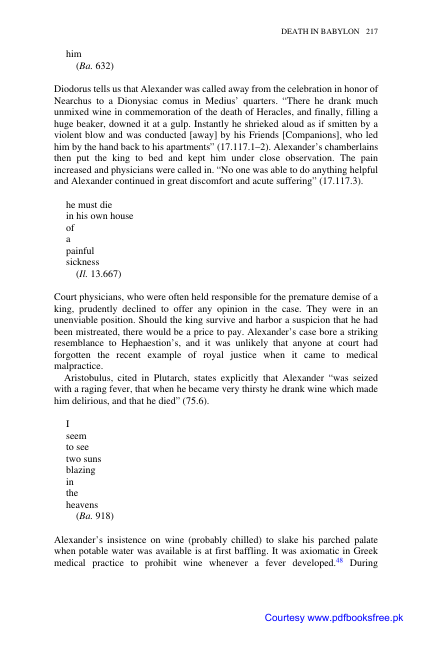 DEATH IN BABYLON 217
him
(Ba. 632)
Diodorus tells us that Alexander was called away from the celebration in honor of
Nearchus to a Dionysiac comus in Medius’ quarters. “There he drank much
unmixed wine in commemoration of the death of Heracles, and finally, filling a
huge beaker, downed it at a gulp. Instantly he shrieked aloud as if smitten by a
violent blow and was conducted [away] by his Friends [Companions], who led
him by the hand back to his apartments” (17.117.1–2). Alexander’s chamberlains
then put the king to bed and kept him under close observation. The pain
increased and physicians were called in. “No one was able to do anything helpful
and Alexander continued in great discomfort and acute suffering” (17.117.3).
he must die
in his own house
of
a
painful
sickness
(Il. 13.667)
Court physicians, who were often held responsible for the premature demise of a
king, prudently declined to offer any opinion in the case. They were in an
unenviable position. Should the king survive and harbor a suspicion that he had
been mistreated, there would be a price to pay. Alexander’s case bore a striking
resemblance to Hephaestion’s, and it was unlikely that anyone at court had
forgotten the recent example of royal justice when it came to medical
malpractice.
Aristobulus, cited in Plutarch, states explicitly that Alexander “was seized
with a raging fever, that when he became very thirsty he drank wine which made
him delirious, and that he died” (75.6).
I
seem
to see
two suns
blazing
in
the
heavens
(Ba. 918)
Alexander’s insistence on wine (probably chilled) to slake his parched palate
when potable water was available is at first baffling. It was axiomatic in Greek
medical practice to prohibit wine whenever a fever developed.48 During
Courtesy www.pdfbooksfree.pk